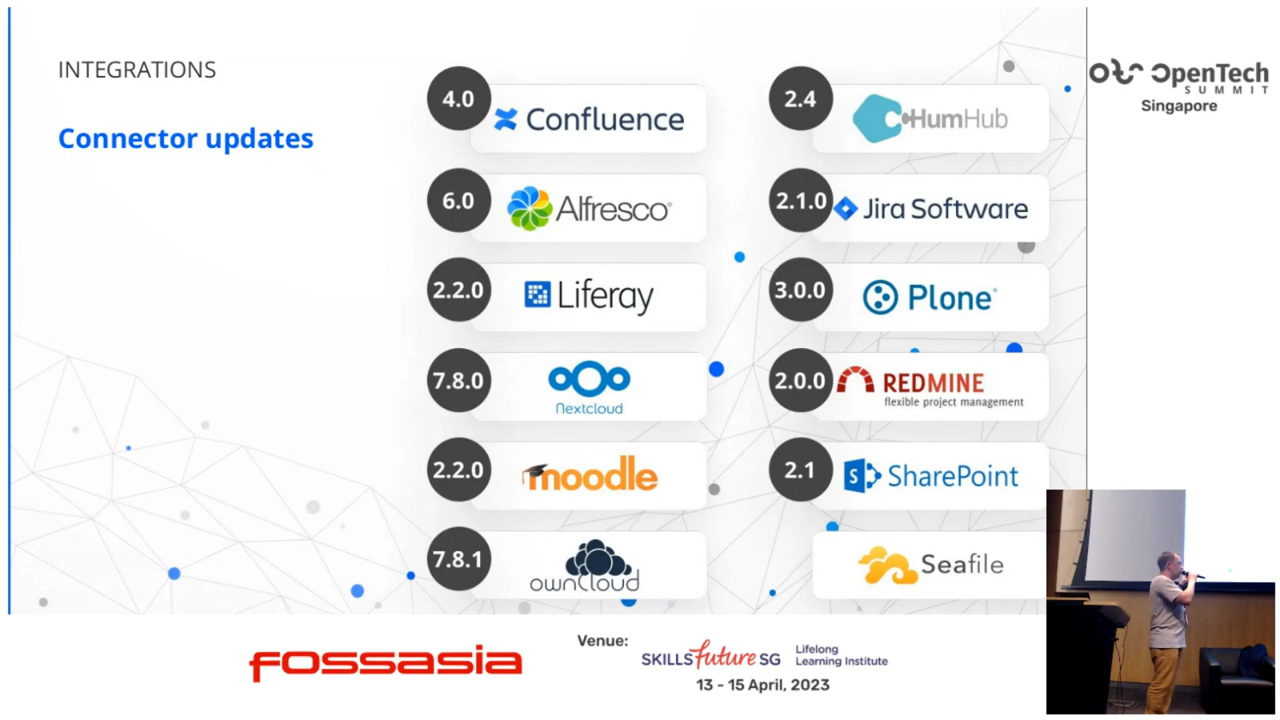 INTEGRATIONS
Connector updates
4.0
Confluence
6.0
Alfresco
2.2.0
Liferay
7.8.0
nextcloud
2.2.0
moodle
7.8.1
ownCloud
2.4
HumHub
2.1.0
Jira Software
3.0.0
Plone
2.0.0
REDMINE
flexible project management
2.1
S
SharePoint
Seafile
OpenTech
SUMMIT
Singapore
fossasia
Venue:
SKILLSfuture SG
Lifelong
Learning Institute
13 - 15 April, 2023